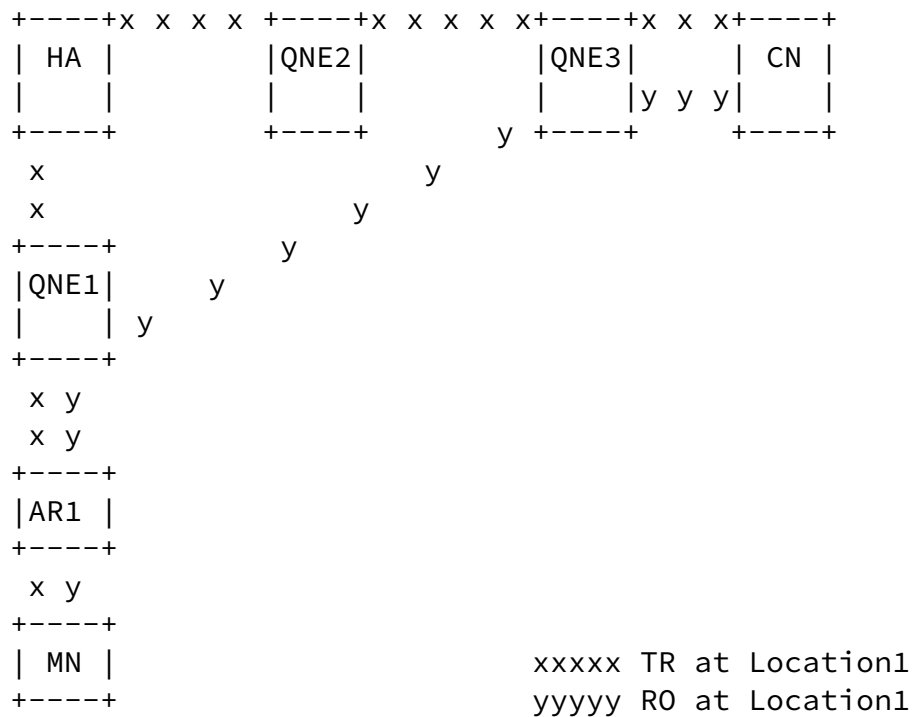 +----+x x x x +----+x x x x x+----+x x x+----+
| HA |        |QNE2|         |QNE3|     | CN |
|    |        |    |         |    |y y y|    |
+----+        +----+       y +----+     +----+
 x                     y
 x                 y
+----+         y
|QNE1|     y
|    | y
+----+
 x y
 x y
+----+
|AR1 |
+----+
 x y
+----+
| MN |                       xxxxx TR at Location1
+----+                       yyyyy RO at Location1